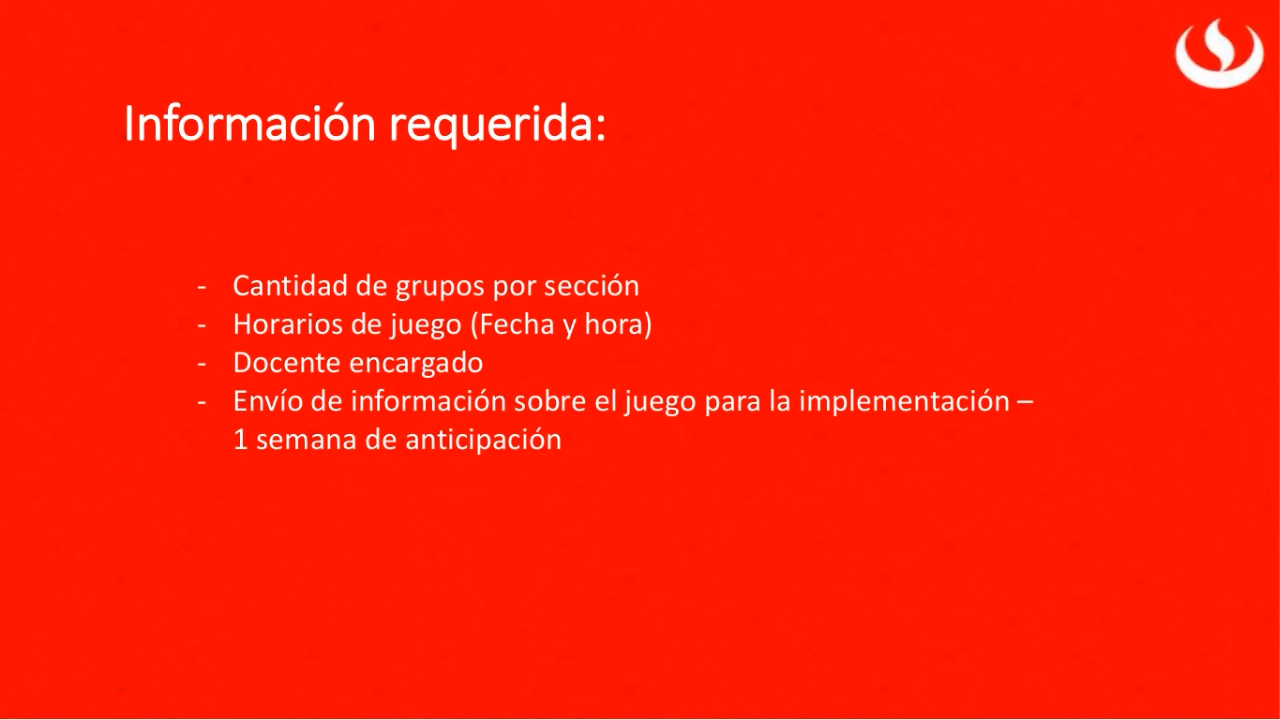 Información requerida:
- Cantidad de grupos por sección
- Horarios de juego (Fecha y hora)
- Docente encargado
- Envío de información sobre el juego para la implementación –
1 semana de anticipación